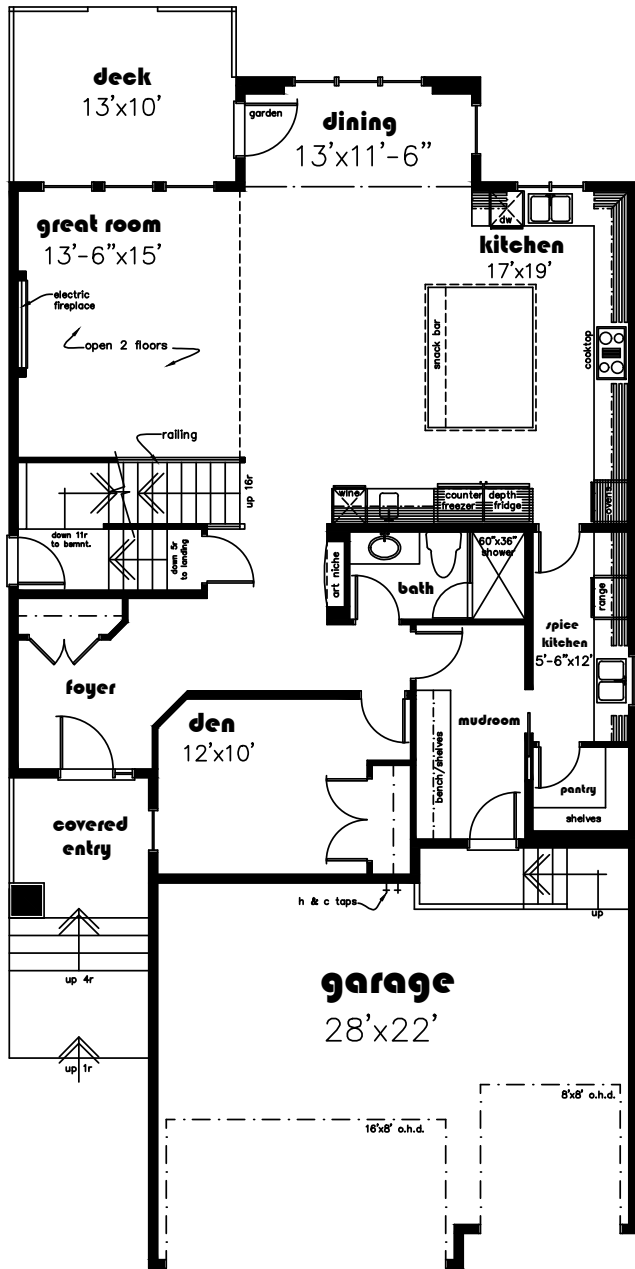 deck
13'x10'
garden
dining
13'x11'-6"
great room
13'-6"x15'
dw
kitchen
17'x19'
electric
fireplace
open 2 floors
snack bar
cooktop
railing
up 16r
wine
counter
freezer
depth
fridge
ovens
down 11r
to bsmnt.
down 5r
to landing
art niche
bath
60"x36"
shower
range
spice
kitchen
5'-6"x12'
foyer
den
12'x10'
mudroom
bench/shelves
pantry
shelves
covered
entry
h & c taps
up
up 4r
garage
28'x22'
up 1r
8'x8' o.h.d.
16'x8' o.h.d.